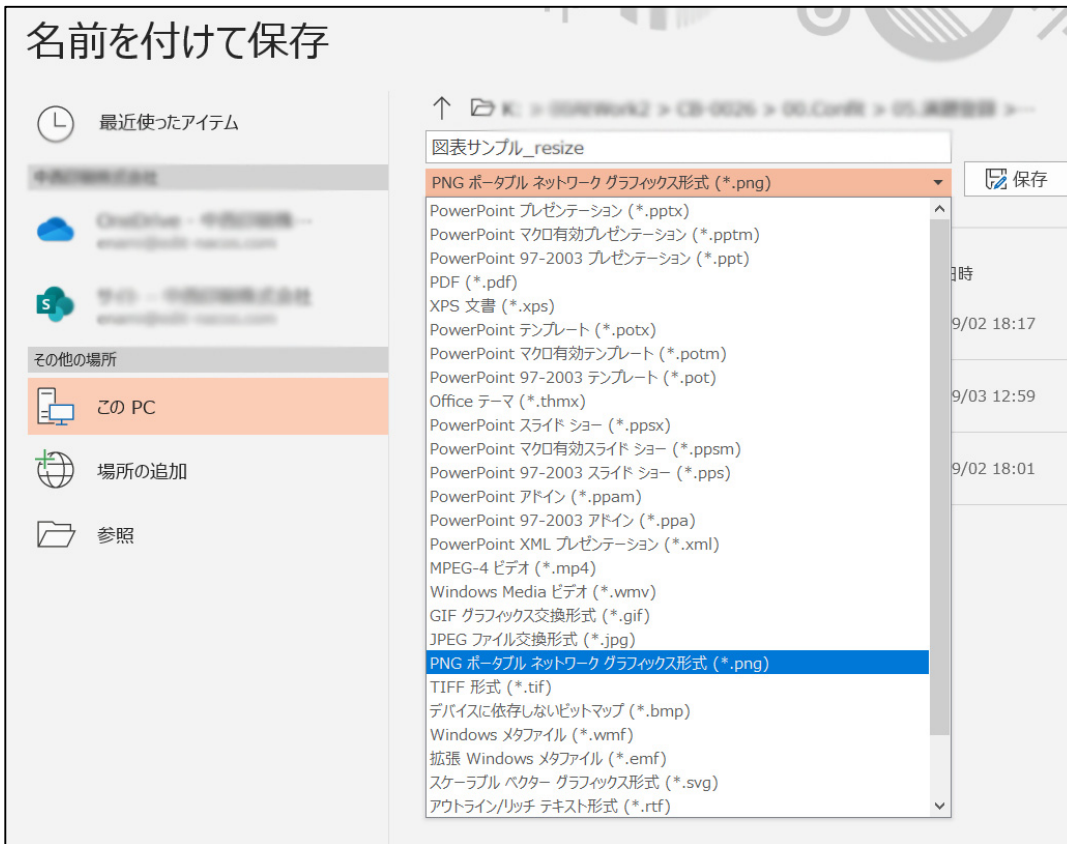 名前を付けて保存
最近使ったアイテム
その他の場所
この PC
場所の追加
参照
図表サンプル_resize
PNG ポータブル ネットワーク グラフィックス形式 (*.png)
保存
PowerPoint プレゼンテーション (*.pptx)
PowerPoint マクロ有効プレゼンテーション (*.pptm)
PowerPoint 97-2003 プレゼンテーション (*.ppt)
PDF (*.pdf)
XPS 文書 (*.xps)
PowerPoint テンプレート (*.potx)
PowerPoint マクロ有効テンプレート (*.potm)
PowerPoint 97-2003 テンプレート (*.pot)
Office テーマ (*.thmx)
PowerPoint スライド ショー (*.ppsx)
PowerPoint マクロ有効スライド ショー (*.ppsm)
PowerPoint 97-2003 スライド ショー (*.pps)
PowerPoint アドイン (*.ppam)
PowerPoint 97-2003 アドイン (*.ppa)
PowerPoint XML プレゼンテーション (*.xml)
MPEG-4 ビデオ (*.mp4)
Windows Media ビデオ (*.wmv)
GIF グラフィックス交換形式 (*.gif)
JPEG ファイル交換形式 (*.jpg)
PNG ポータブル ネットワーク グラフィックス形式 (*.png)
TIFF 形式 (*.tif)
デバイスに依存しないビットマップ (*.bmp)
Windows メタファイル (*.wmf)
拡張 Windows メタファイル (*.emf)
スケーラブル ベクター グラフィックス形式 (*.svg)
アウトライン/リッチ テキスト形式 (*.rtf)
日時
9/02 18:17
9/03 12:59
9/02 18:01